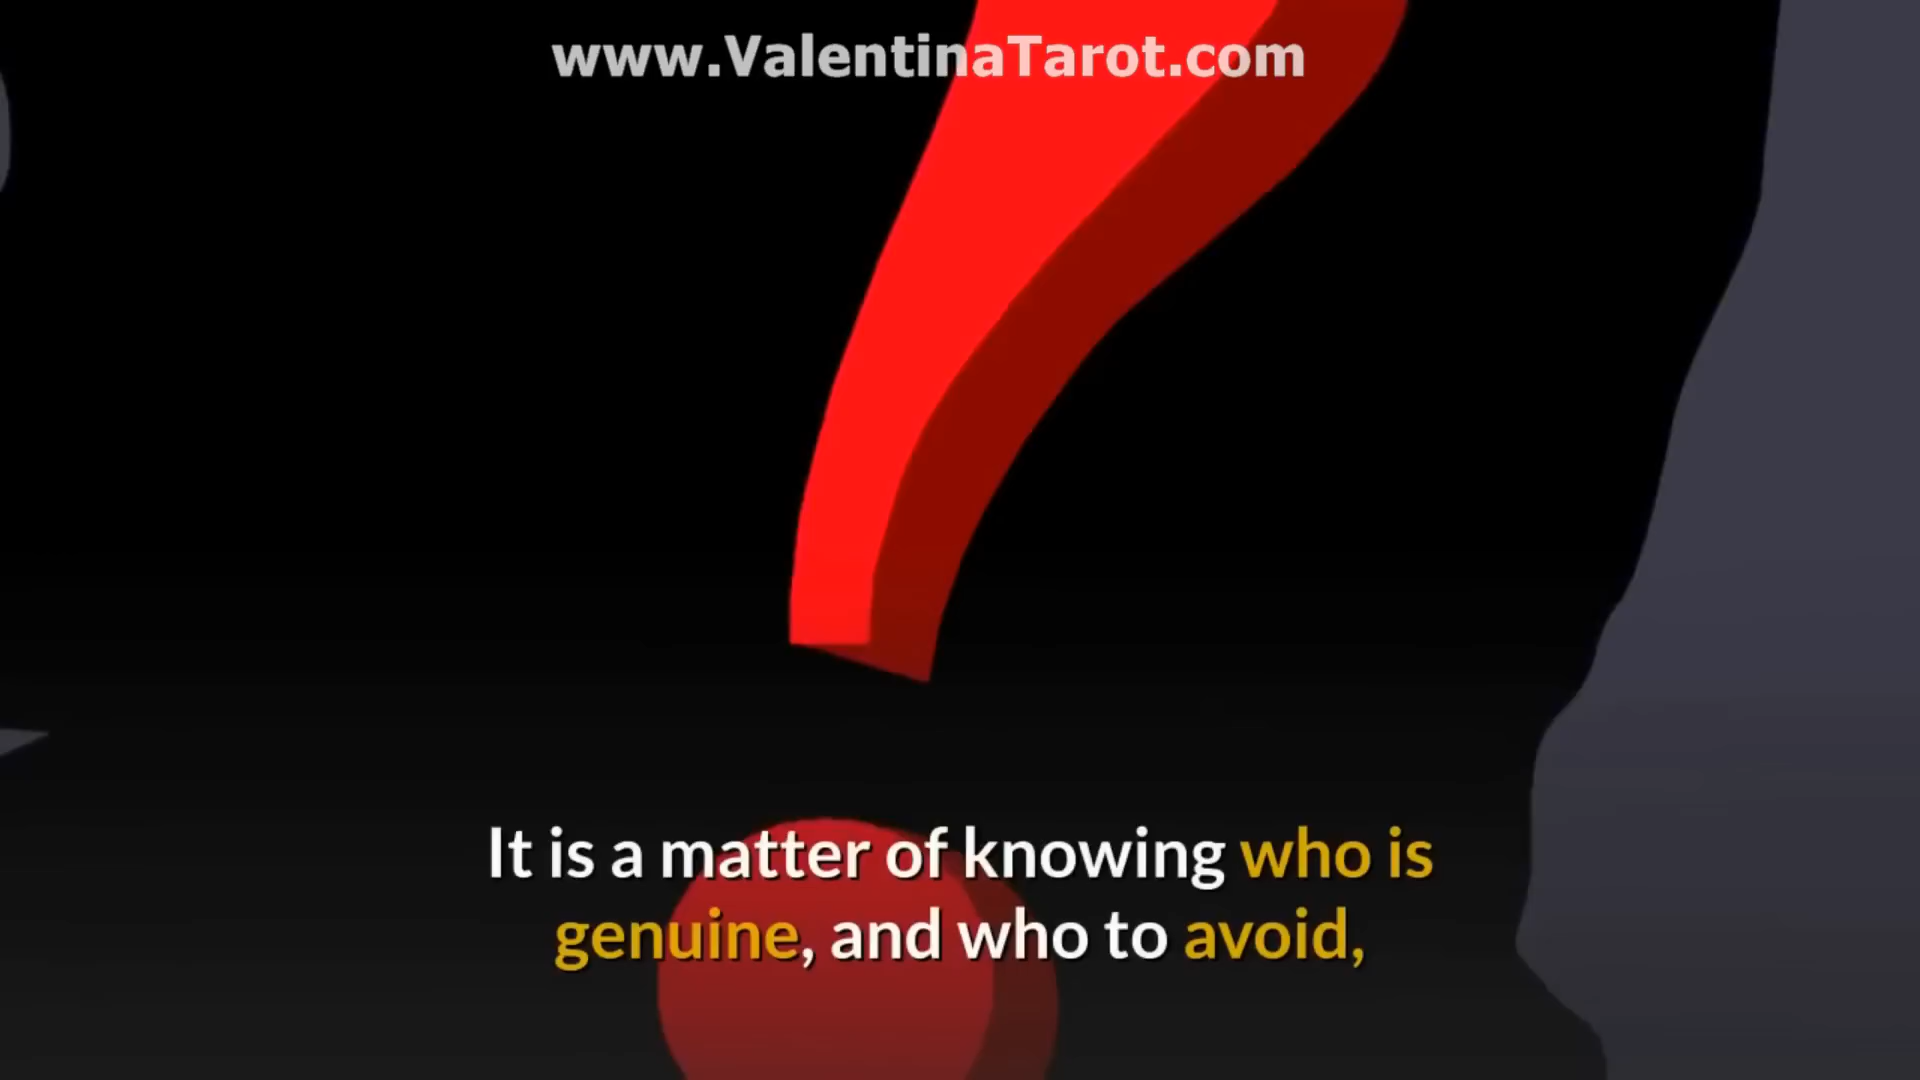 www.ValentinaTarot.com
It is a matter of knowing who is
genuine, and who to avoid,